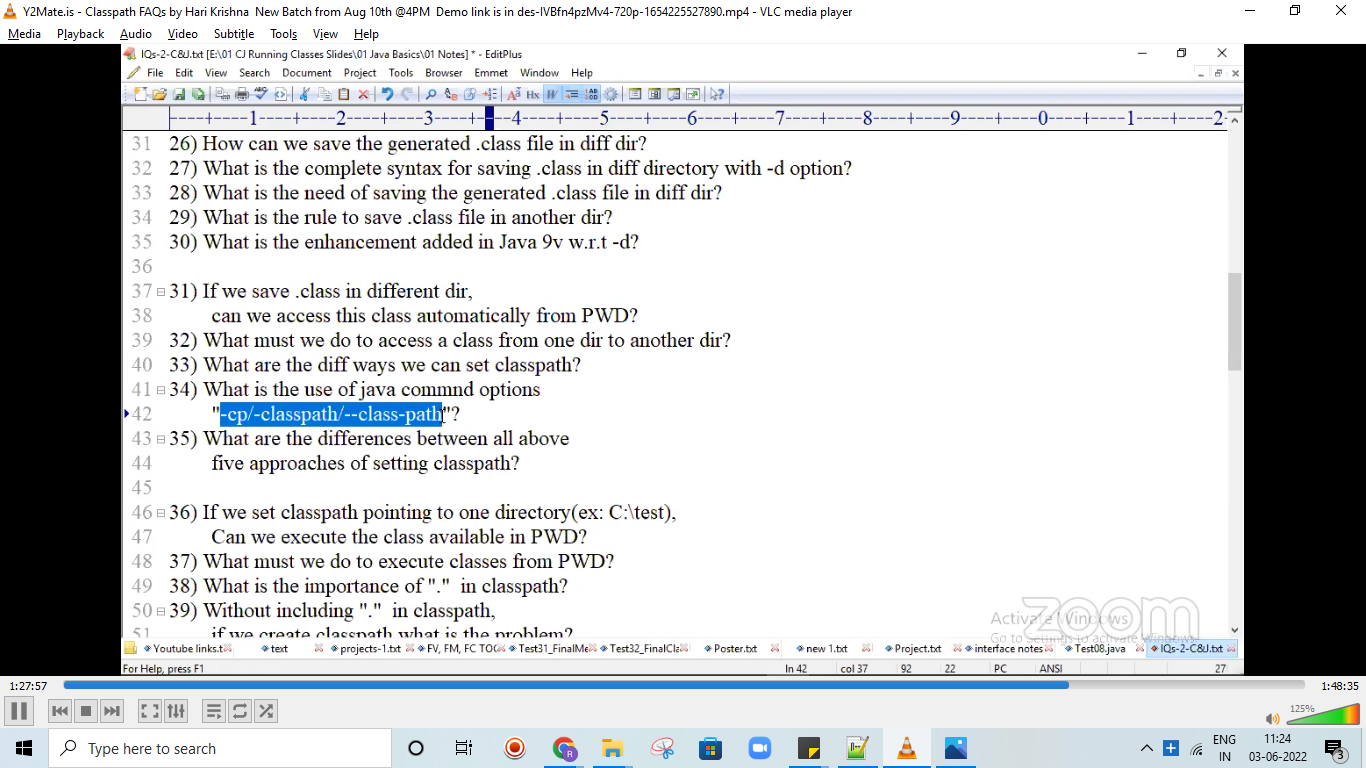 Y2Mate.is - Classpath FAQs by Hari Krishna  New Batch from Aug 10th @4PM  Demo link is in des-IVBfn4pzMv4-720p-1654225527890.mp4 - VLC media player
Media Playback Audio Video Subtitle Tools View Help
IQs-2-C&J.txt [E:\01 CJ Running Classes Slides\01 Java Basics\01 Notes] * - EditPlus
File Edit View Search Document Project Tools Browser Emmet Window Help
----+----1----+----2----+----3----+----4----+----5----+----6----+----7----+----8----+----9----+----0----+----1----+----2-
31 26) How can we save the generated .class file in diff dir?
32 27) What is the complete syntax for saving .class in diff directory with -d option?
33 28) What is the need of saving the generated .class file in diff dir?
34 29) What is the rule to save .class file in another dir?
35 30) What is the enhancement added in Java 9v w.r.t -d?
36
37 31) If we save .class in different dir,
38 can we access this class automatically from PWD?
39 32) What must we do to access a class from one dir to another dir?
40 33) What are the diff ways we can set classpath?
41 34) What is the use of java commnd options
42 "-cp/-classpath/--class-path"?
43 35) What are the differences between all above
44 five approaches of setting classpath?
45
46 36) If we set classpath pointing to one directory(ex: C:\test),
47 Can we execute the class available in PWD?
48 37) What must we do to execute classes from PWD?
49 38) What is the importance of "."  in classpath?
50 39) Without including "."  in classpath,
51 if we create classpath what is the problem?
zoom
Activate Windows
Go to Settings to activate Windows.
Youtube links.t text projects-1.txt FV, FM, FC TO Test31_FinalMe Test32_FinalCla Poster.txt new 1.txt Project.txt interface notes Test08.java IQs-2-C&J.txt
For Help, press F1 ln 42 col 37 92 22 PC ANSI 27
1:27:57 1:48:35
125%
Type here to search
ENG
IN
11:24
03-06-2022
3